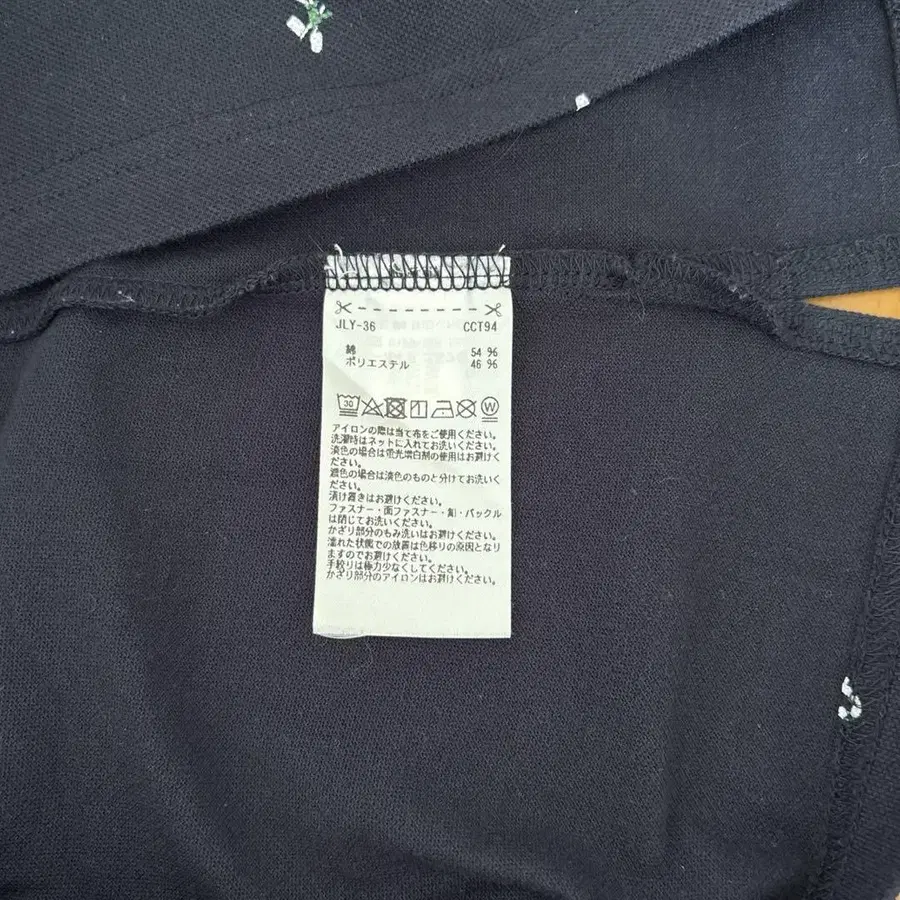 JLY-36 CCT94
綿 54 96
ポリエステル 46 96
30 W
アイロンの際は当て布をご使用ください。
洗濯時はネットに入れてお洗いください。
淡色の場合は蛍光増白剤の使用はお避けく
ださい。
濃色の場合は淡色のものと分けてお洗いく
ださい。
漬け置きはお避けください。
ファスナー・面ファスナー・釦・バックル
は閉じてお洗いください。
かざり部分のもみ洗いはお避けください。
濡れた状態での放置は色移りの原因となり
ますのでお避けください。
手絞りは極力少なくしてください。
かざり部分のアイロンはお避けください。